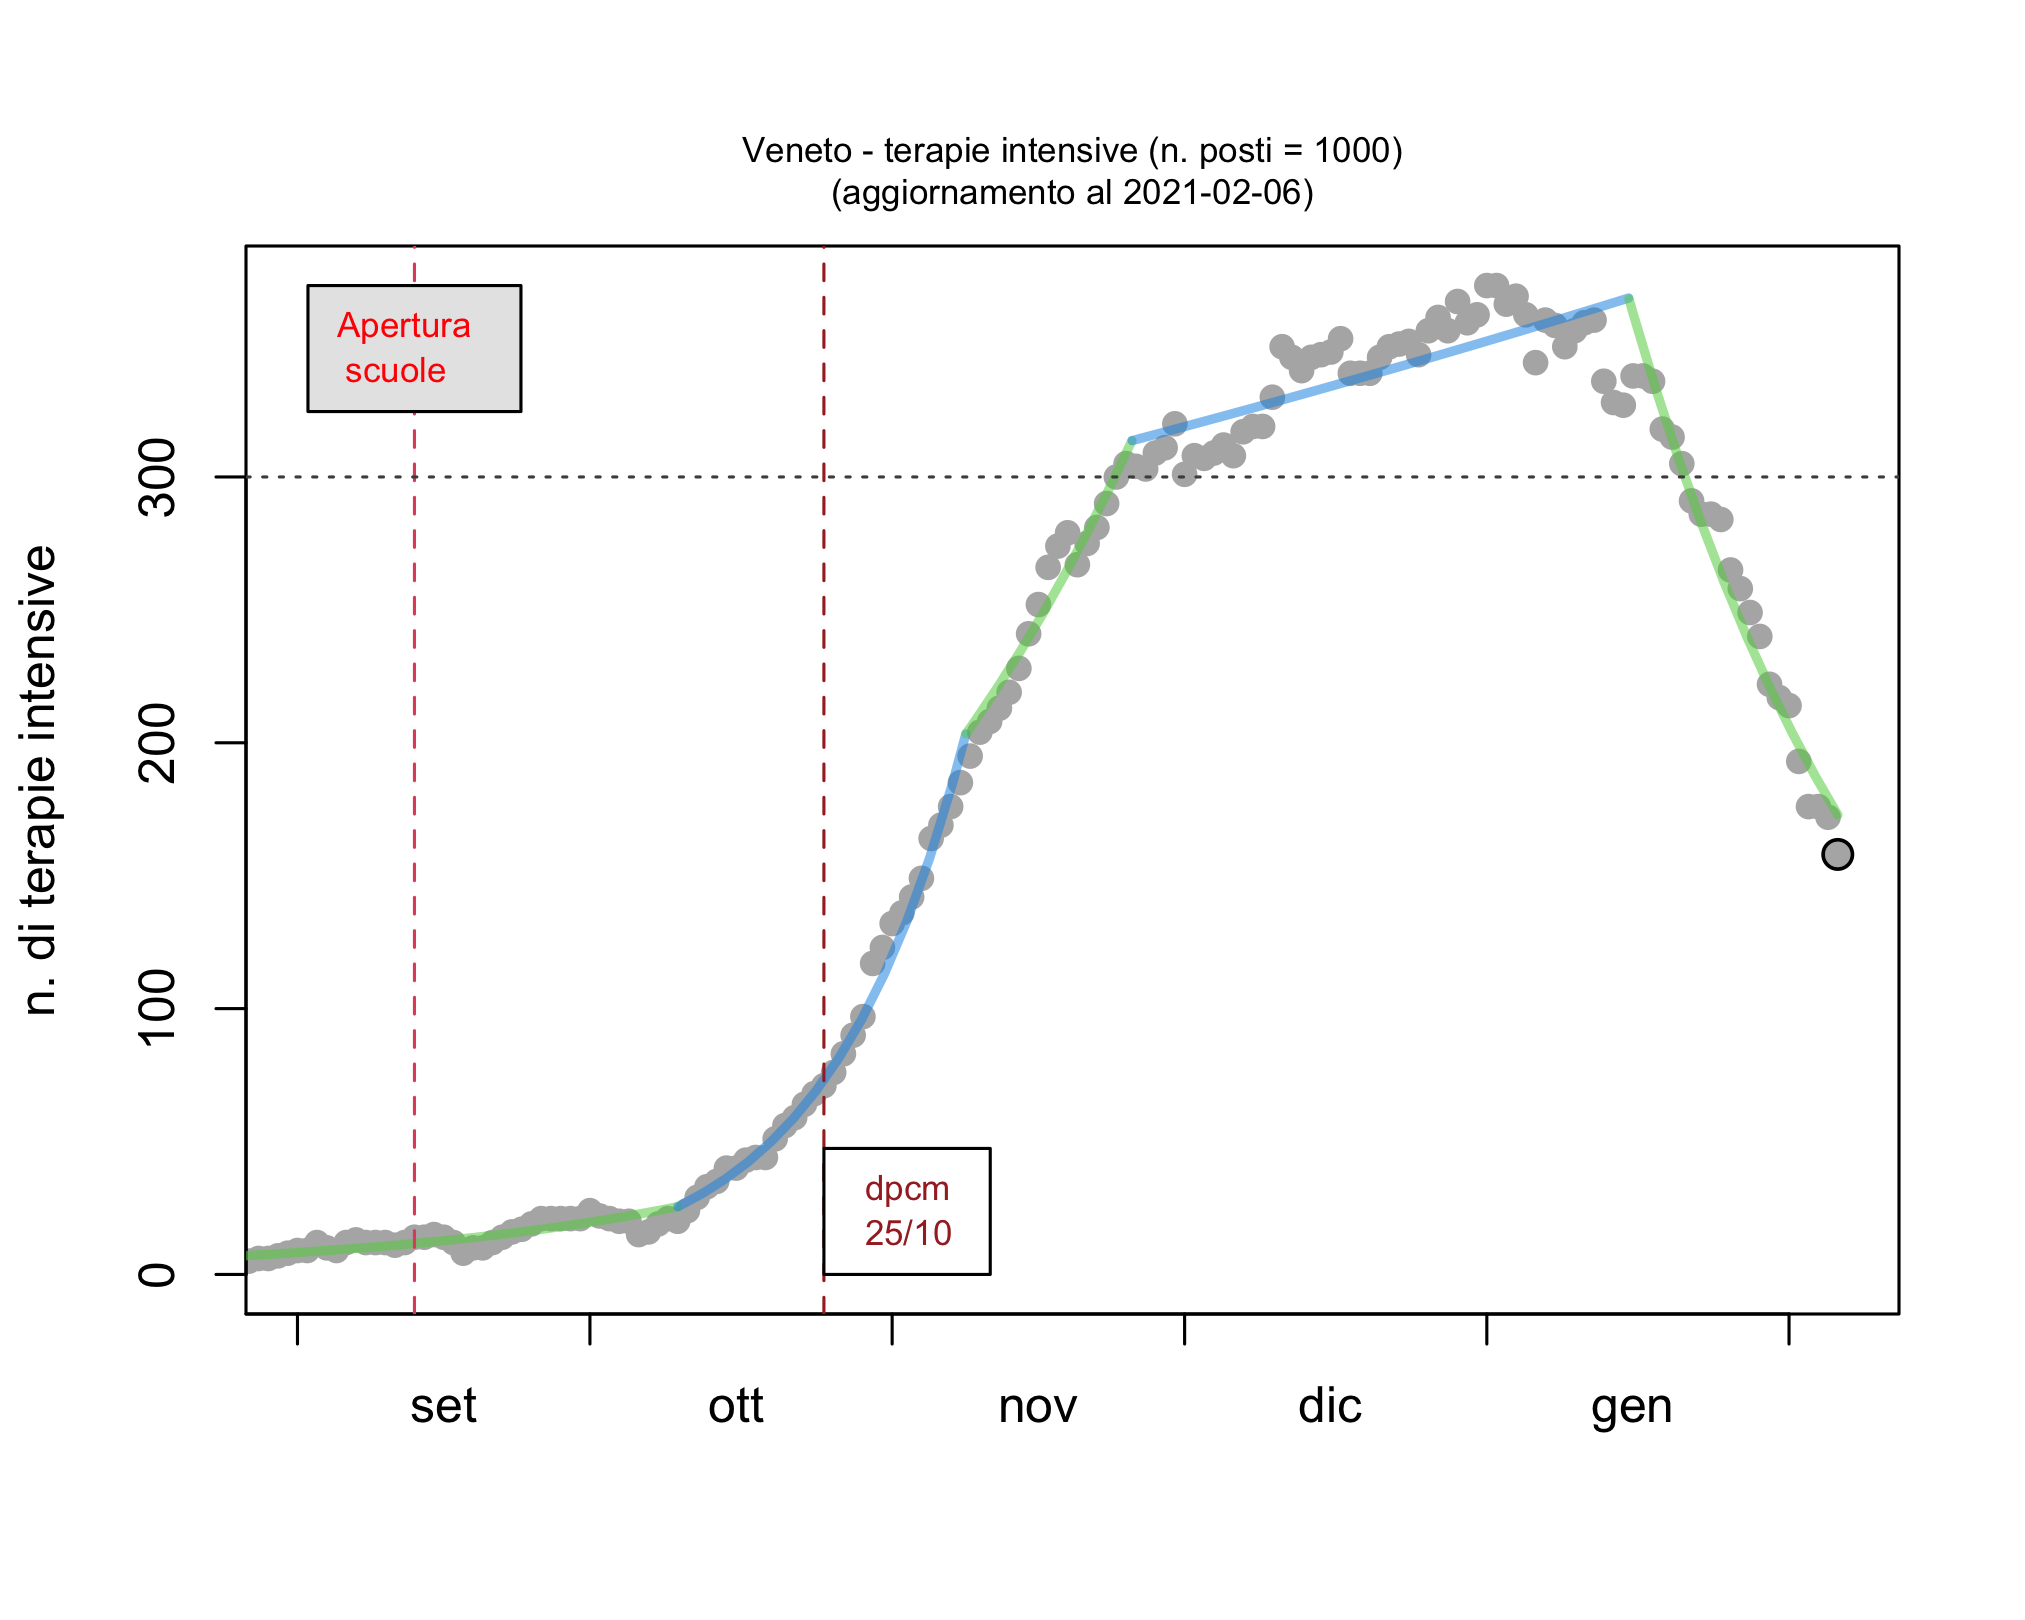 Veneto - terapie intensive (n. posti = 1000)
(aggiornamento al 2021-02-06)
Apertura
scuole
n. di terapie intensive
300
200
100
0
dpcm
25/10
set
ott
nov
dic
gen